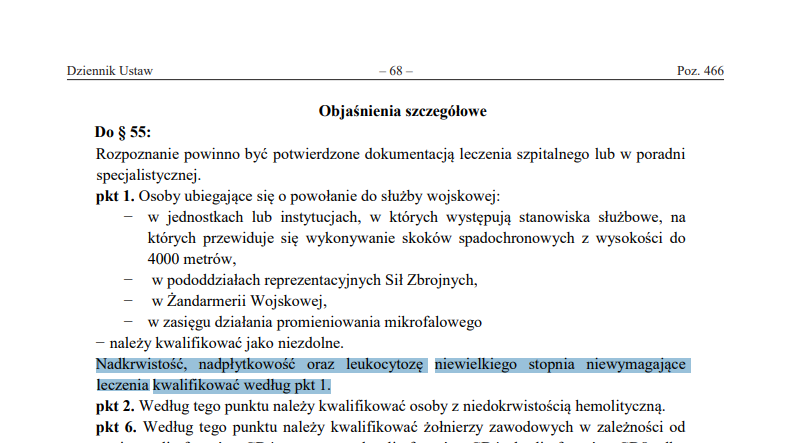 Dziennik Ustaw – 68 – Poz. 466
Objaśnienia szczegółowe
Do § 55:
Rozpoznanie powinno być potwierdzone dokumentacją leczenia szpitalnego lub w poradni
specjalistycznej.
pkt 1. Osoby ubiegające się o powołanie do służby wojskowej:
− w jednostkach lub instytucjach, w których występują stanowiska służbowe, na
których przewiduje się wykonywanie skoków spadochronowych z wysokości do
4000 metrów,
− w pododdziałach reprezentacyjnych Sił Zbrojnych,
− w Żandarmerii Wojskowej,
− w zasięgu działania promieniowania mikrofalowego
− należy kwalifikować jako niezdolne.
Nadkrwistość, nadpłytkowość oraz leukocytozę niewielkiego stopnia niewymagające
leczenia kwalifikować według pkt 1.
pkt 2. Według tego punktu należy kwalifikować osoby z niedokrwistością hemolityczną.
pkt 6. Według tego punktu należy kwalifikować żołnierzy zawodowych w zależności od